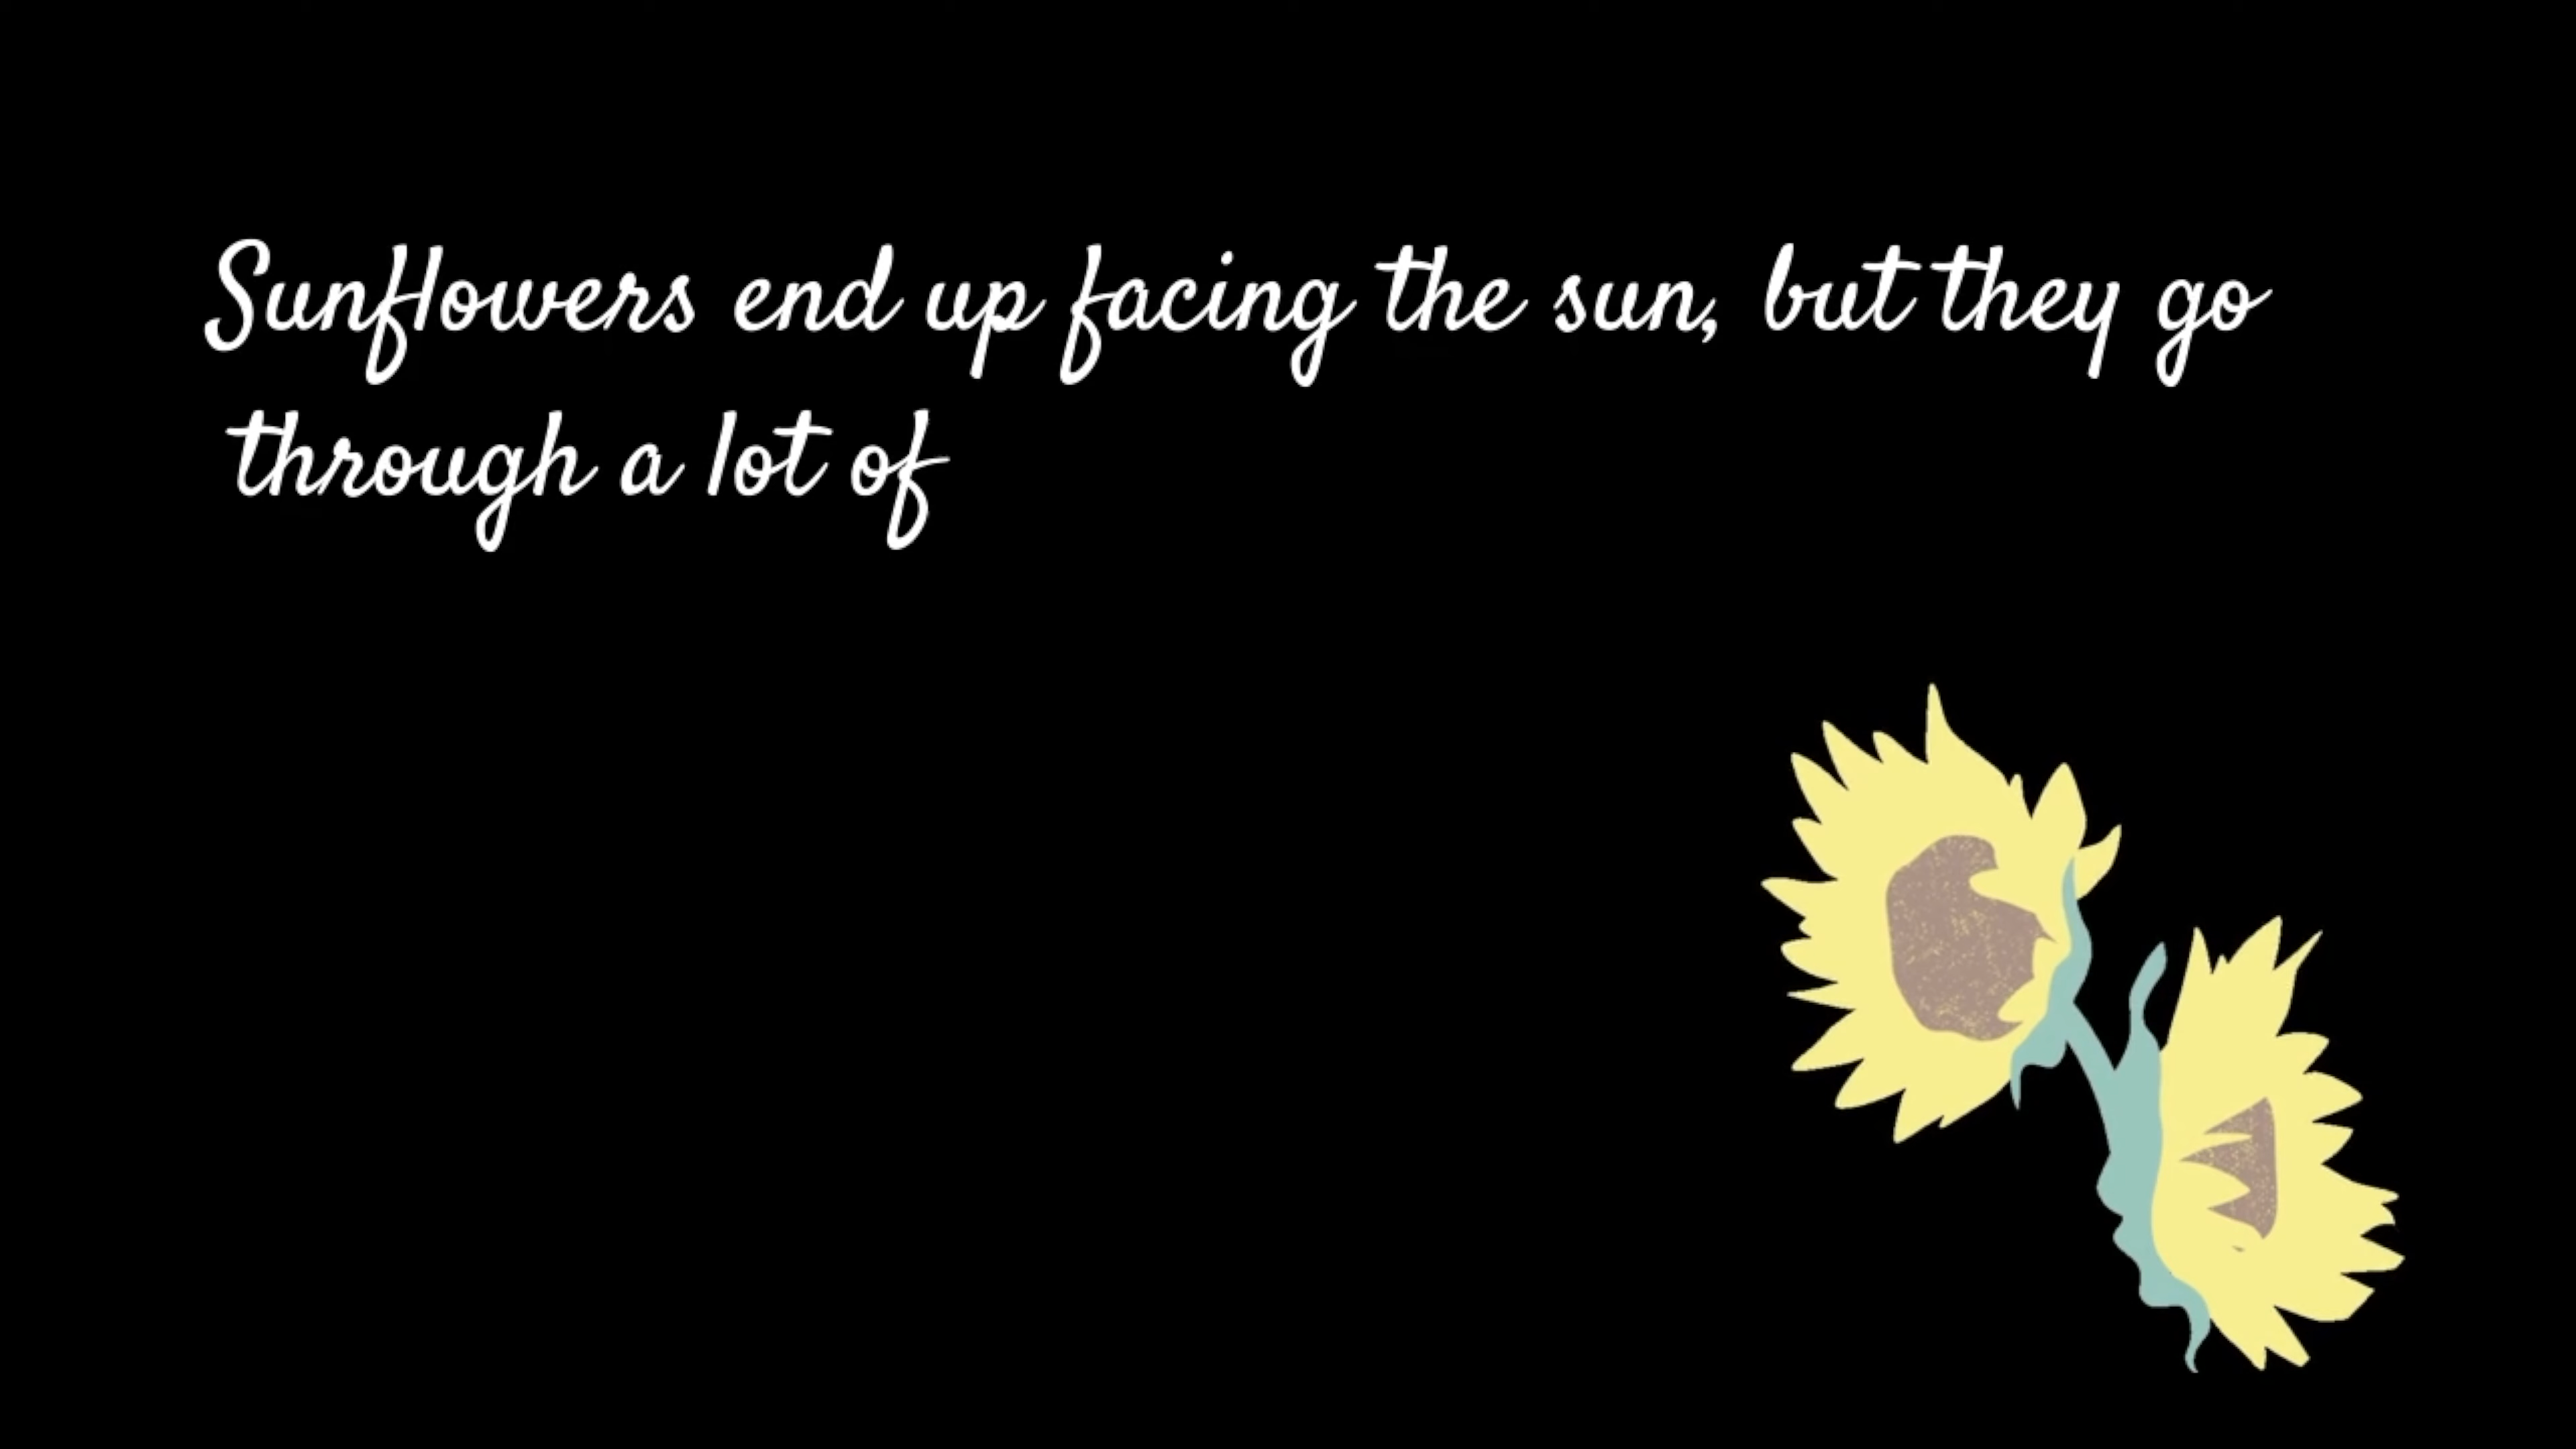 Sunflowers end up facing the sun, but they go
through a lot of